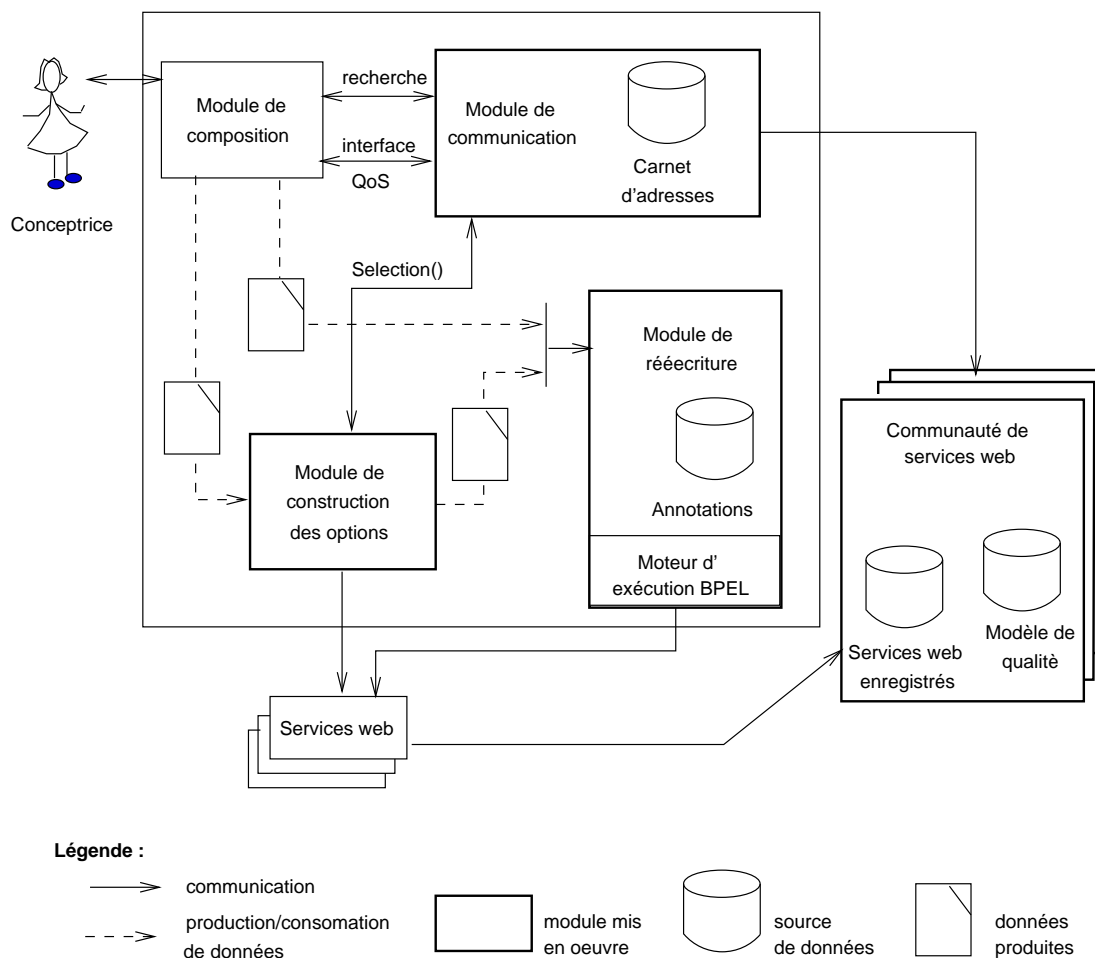 Conceptrice
Module de
composition
recherche
interface
QoS
Module de
communication
Carnet
d'adresses
Selection()
Module de
rééecriture
Annotations
Moteur d'
exécution BPEL
Module de
construction
des options
Communauté de
services web
Services web
enregistrés
Modèle de
qualitè
Services web
Légende :
communication
production/consomation
de données
module mis
en oeuvre
source
de données
données
produites